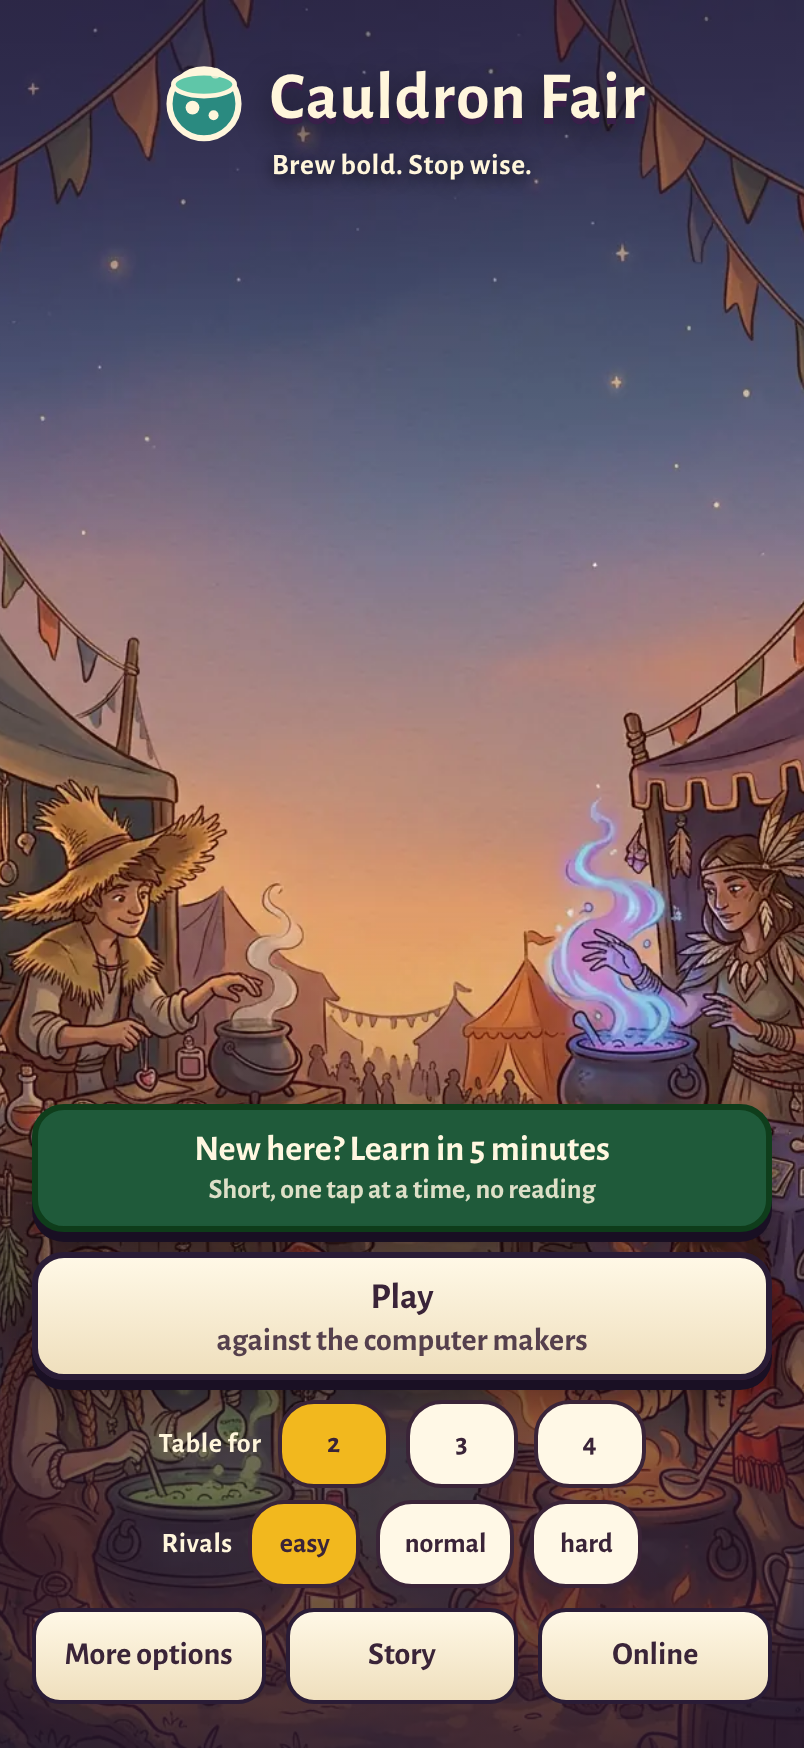 Cauldron Fair
Brew bold. Stop wise.
New here? Learn in 5 minutes
Short, one tap at a time, no reading
Play
against the computer makers
Table for 2 3 4
Rivals easy normal hard
More options Story Online